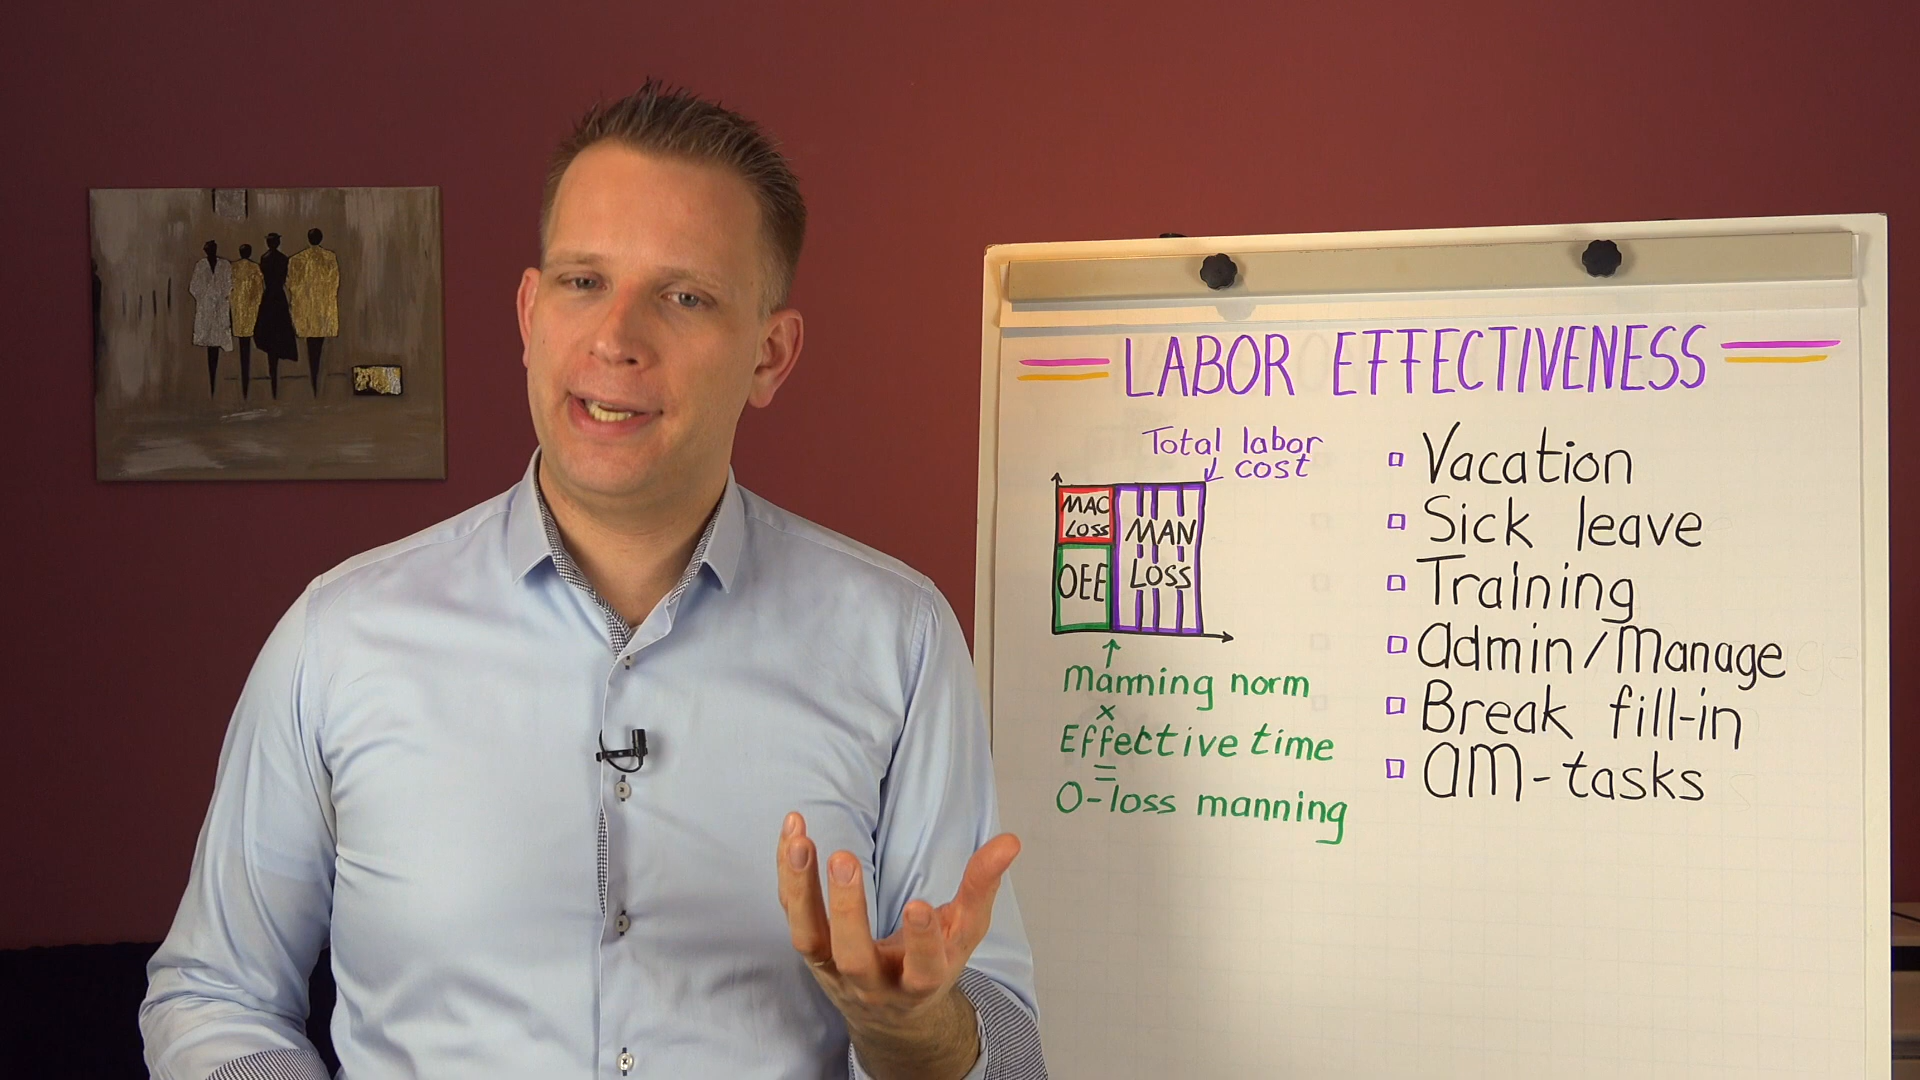 LABOR EFFECTIVENESS
Total labor
↓ cost
MAC
LOSS
OEE
MAN
LOSS
↑
Manning norm
×
Effective time
=
O-loss manning
Vacation
Sick leave
Training
Admin/Manage
Break fill-in
AM-tasks